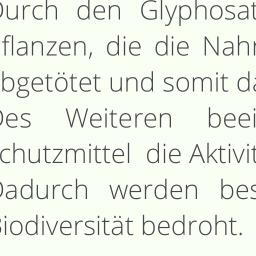 Durch den Glyphosat
flanzen, die die Nahr
bgetötet und somit da
Des Weiteren beei
chutzmittel die Aktivit
Dadurch werden bes
Biodiversität bedroht.